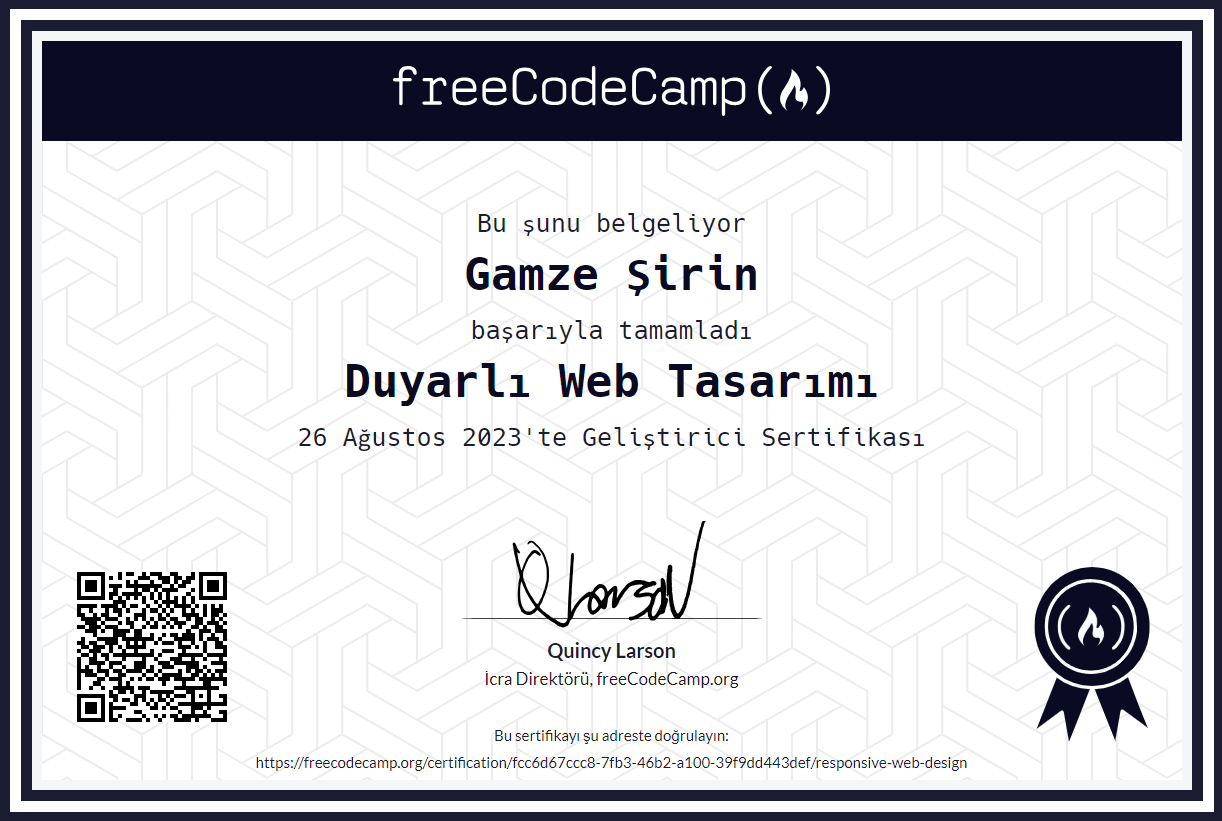 freeCodeCamp
Bu şunu belgeliyor
Gamze Şirin
başarıyla tamamladı
Duyarlı Web Tasarımı
26 Ağustos 2023'te Geliştirici Sertifikası
Quincy Larson
İcra Direktörü, freeCodeCamp.org
Bu sertifikayı şu adreste doğrulayın:
https://freecodecamp.org/certification/fcc6d67ccc8-7fb3-46b2-a100-39f9dd443def/responsive-web-design